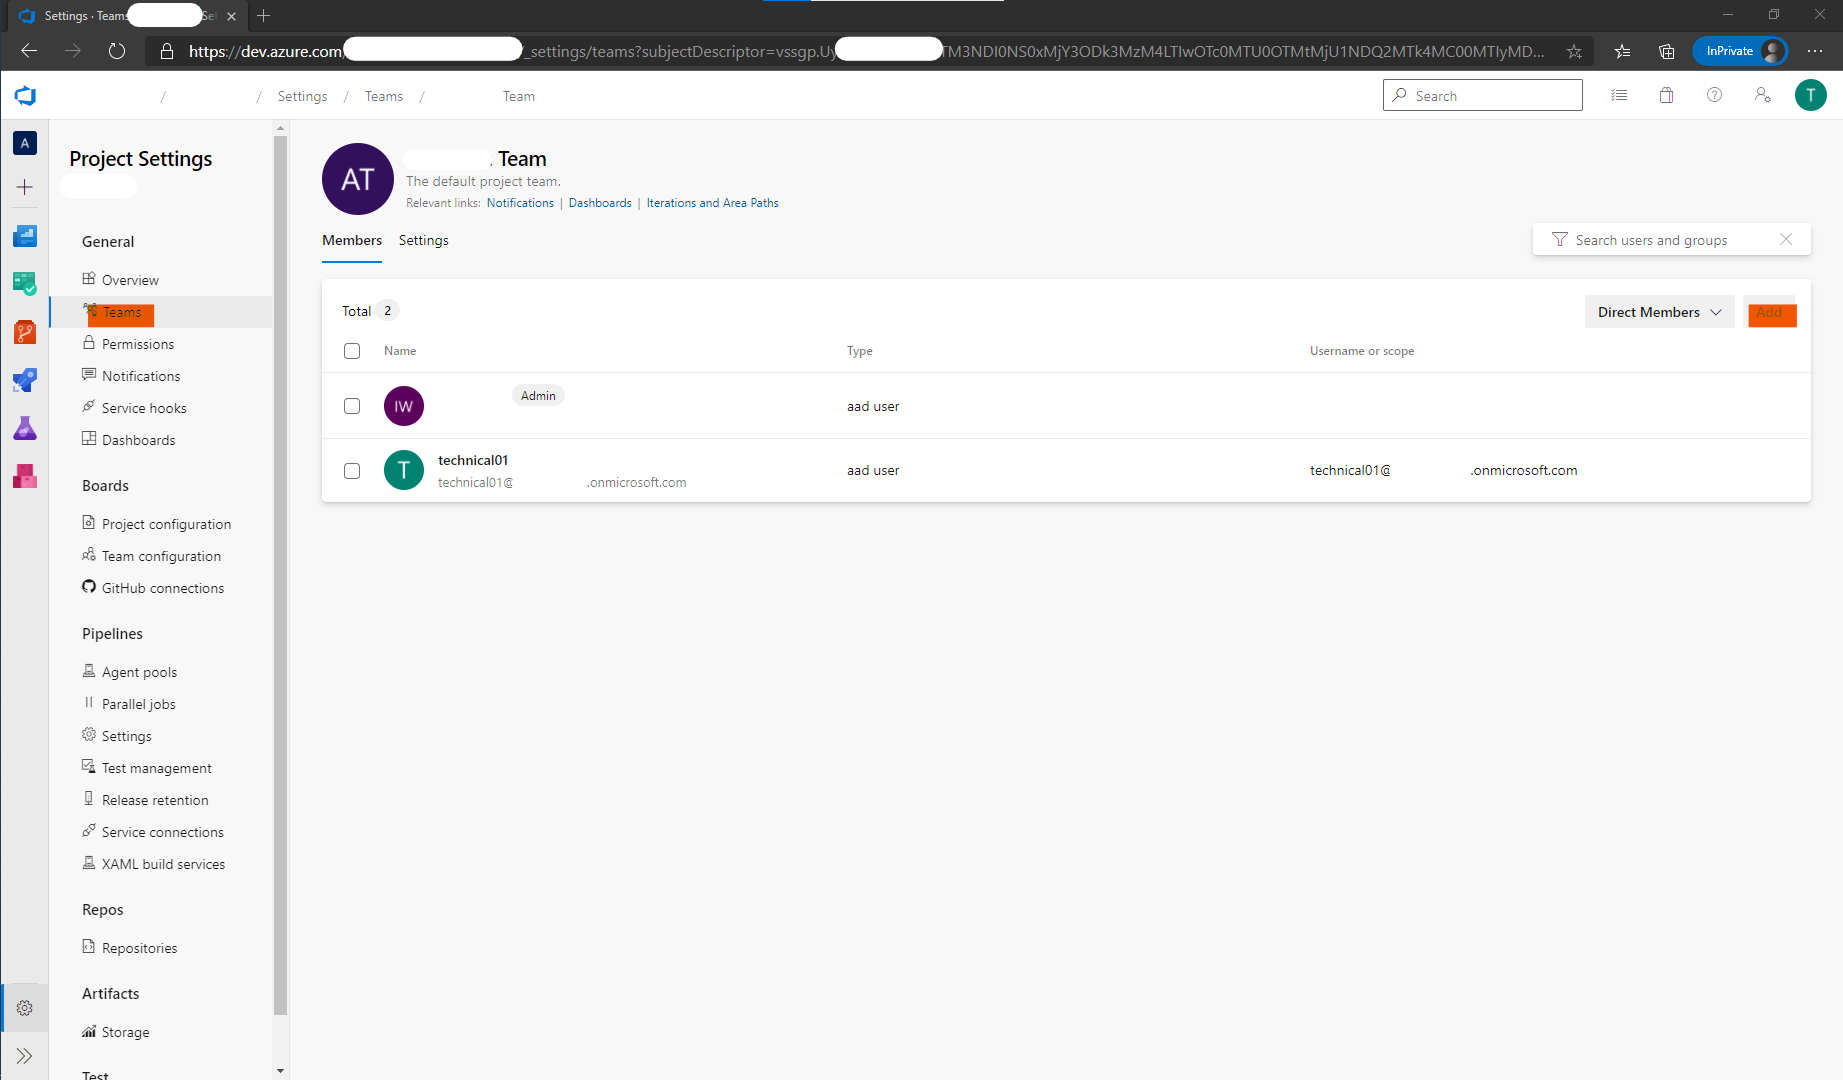 Settings · Teams
https://dev.azure.com
_settings/teams?subjectDescriptor=vssgp.Uy
TM3NDI0NS0xMjY3ODk3MzM4LTIwOTc0MTU0OTMtMjU1NDQ2MTk4MC00MTIyMD...
InPrivate
/ / Settings / Teams / Team
Search
T
A
Project Settings
General
Overview
Teams
Permissions
Notifications
Service hooks
Dashboards
Boards
Project configuration
Team configuration
GitHub connections
Pipelines
Agent pools
Parallel jobs
Settings
Test management
Release retention
Service connections
XAML build services
Repos
Repositories
Artifacts
Storage
Test
AT
Team
The default project team.
Relevant links: Notifications | Dashboards | Iterations and Area Paths
Members Settings
Search users and groups
Total 2
Direct Members
Add
Name Type Username or scope
IW Admin aad user
T technical01 aad user technical01@ .onmicrosoft.com
technical01@ .onmicrosoft.com